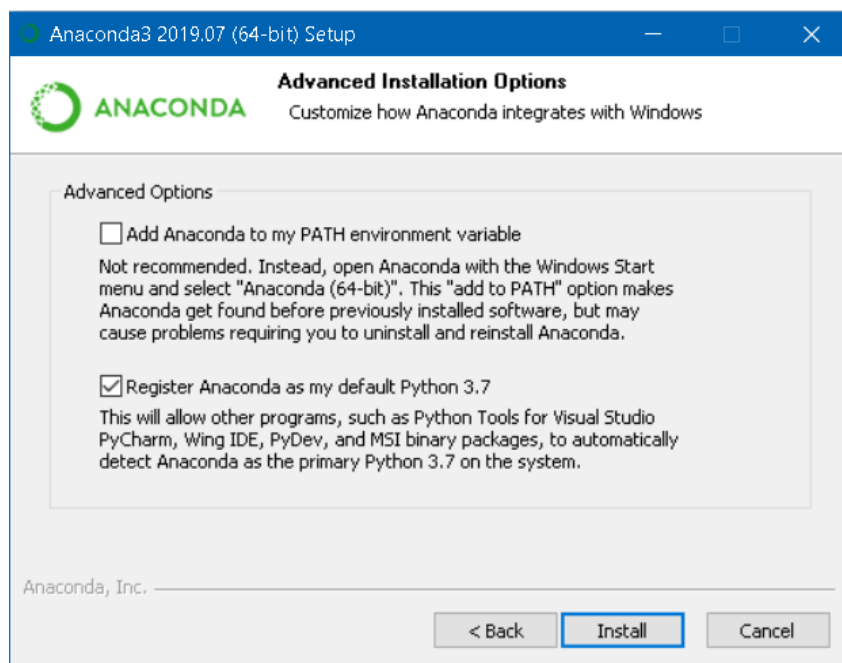 Anaconda3 2019.07 (64-bit) Setup
ANACONDA
Advanced Installation Options
Customize how Anaconda integrates with Windows
Advanced Options
Add Anaconda to my PATH environment variable
Not recommended. Instead, open Anaconda with the Windows Start
menu and select "Anaconda (64-bit)". This "add to PATH" option makes
Anaconda get found before previously installed software, but may
cause problems requiring you to uninstall and reinstall Anaconda.
Register Anaconda as my default Python 3.7
This will allow other programs, such as Python Tools for Visual Studio
PyCharm, Wing IDE, PyDev, and MSI binary packages, to automatically
detect Anaconda as the primary Python 3.7 on the system.
Anaconda, Inc.
< Back
Install
Cancel